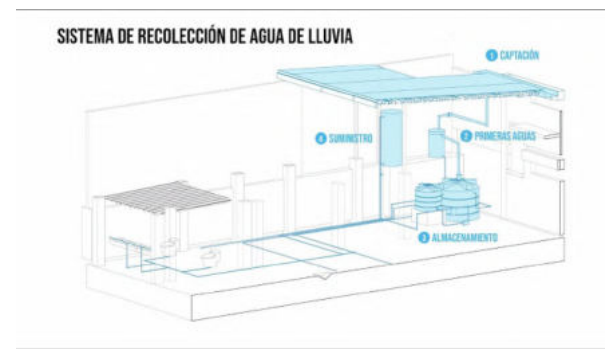 SISTEMA DE RECOLECCIÓN DE AGUA DE LLUVIA
1 CAPTACIÓN
4 SUMINISTRO
2 PRIMERAS AGUAS
3 ALMACENAMIENTO